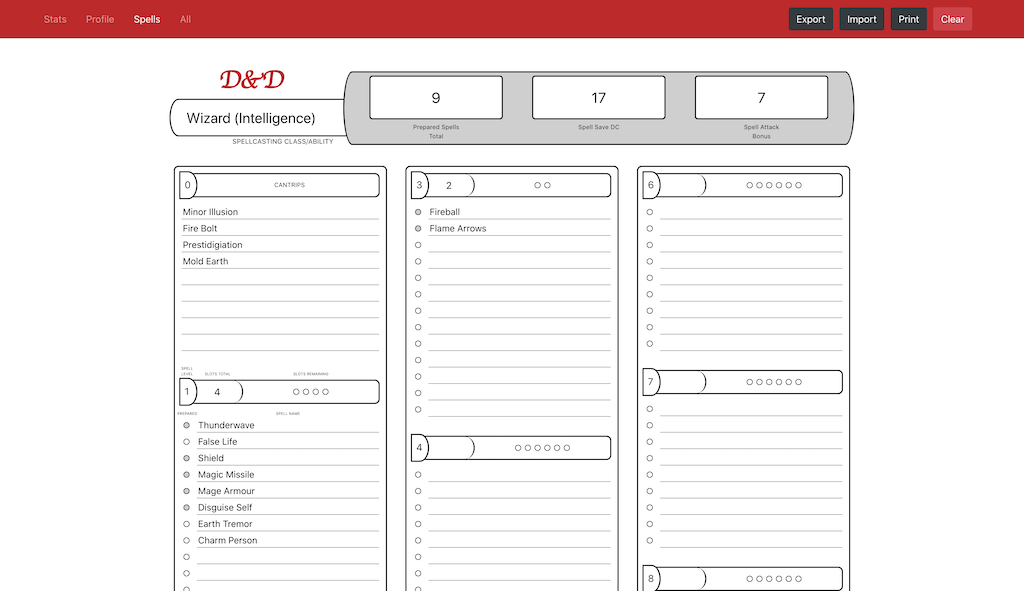 Stats Profile Spells All Export Import Print Clear
D&D
Wizard (Intelligence)
SPELLCASTING CLASS/ABILITY
9 17 7
Prepared Spells Total
Spell Save DC
Spell Attack Bonus
0 CANTRIPS
Minor Illusion
Fire Bolt
Prestidigiation
Mold Earth
SPELL LEVEL SLOTS TOTAL SLOTS REMAINING
1 4
PREPARED SPELL NAME
Thunderwave
False Life
Shield
Magic Missile
Mage Armour
Disguise Self
Earth Tremor
Charm Person
3 2
Fireball
Flame Arrows
4
6
7
8